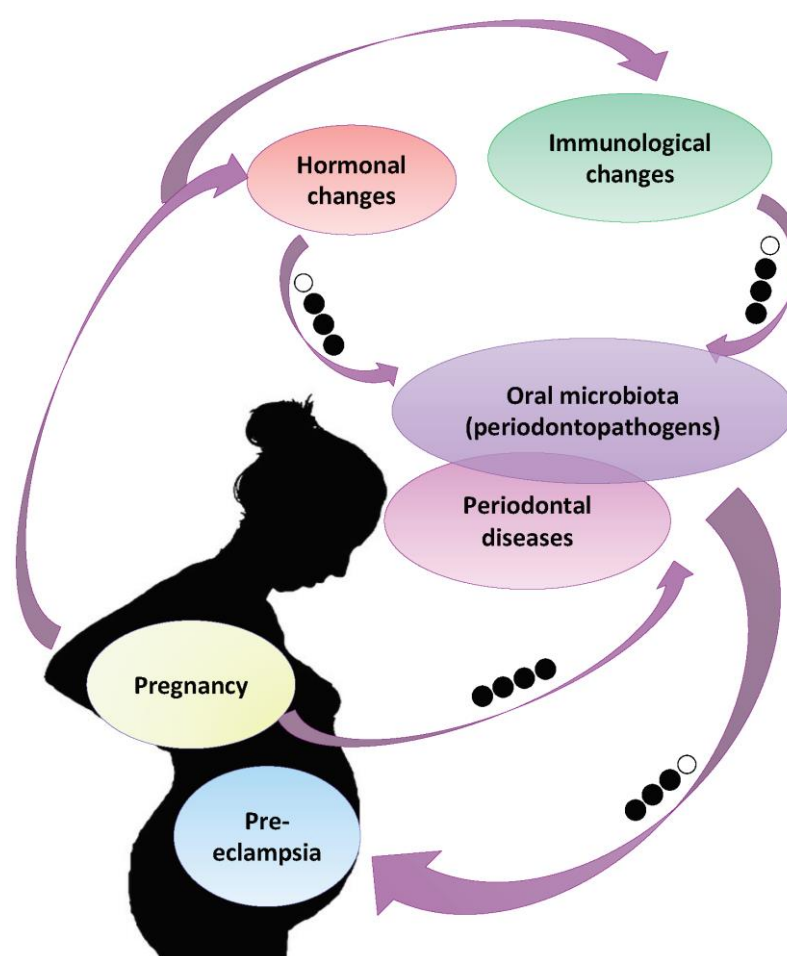 Hormonal
changes
Immunological
changes
Oral microbiota
(periodontopathogens)
Periodontal
diseases
Pregnancy
Pre-
eclampsia